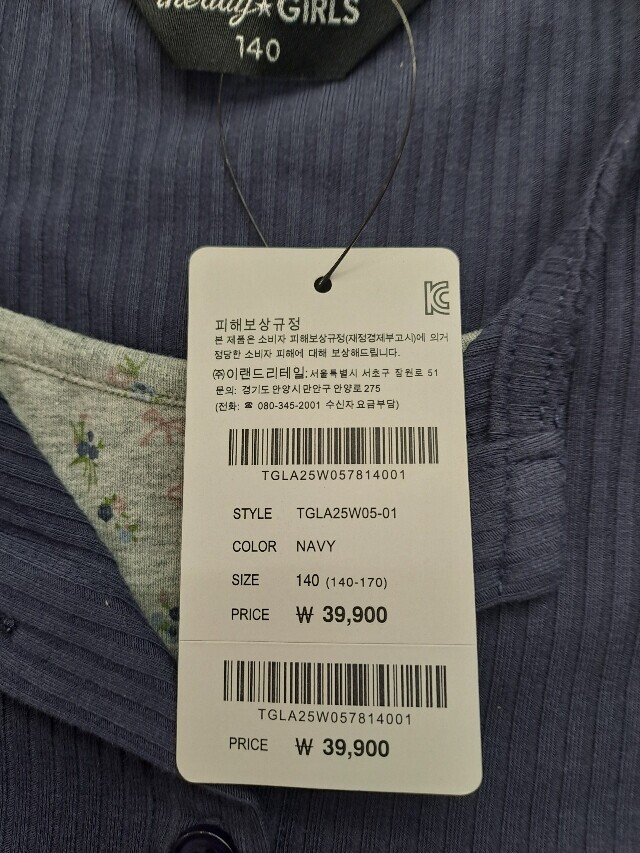 theday★GIRLS
140
KC
피해보상규정
본 제품은 소비자 피해보상규정(재정경제부고시)에 의거
정당한 소비자 피해에 대해 보상해드립니다.
㈜이랜드리테일: 서울특별시 서초구 잠원로 51
문의: 경기도 안양시만안구 안양로 275
(전화: ☎ 080-345-2001 수신자 요금부담)
TGLA25W057814001
STYLE TGLA25W05-01
COLOR NAVY
SIZE 140 (140-170)
PRICE ₩ 39,900
TGLA25W057814001
PRICE ₩ 39,900